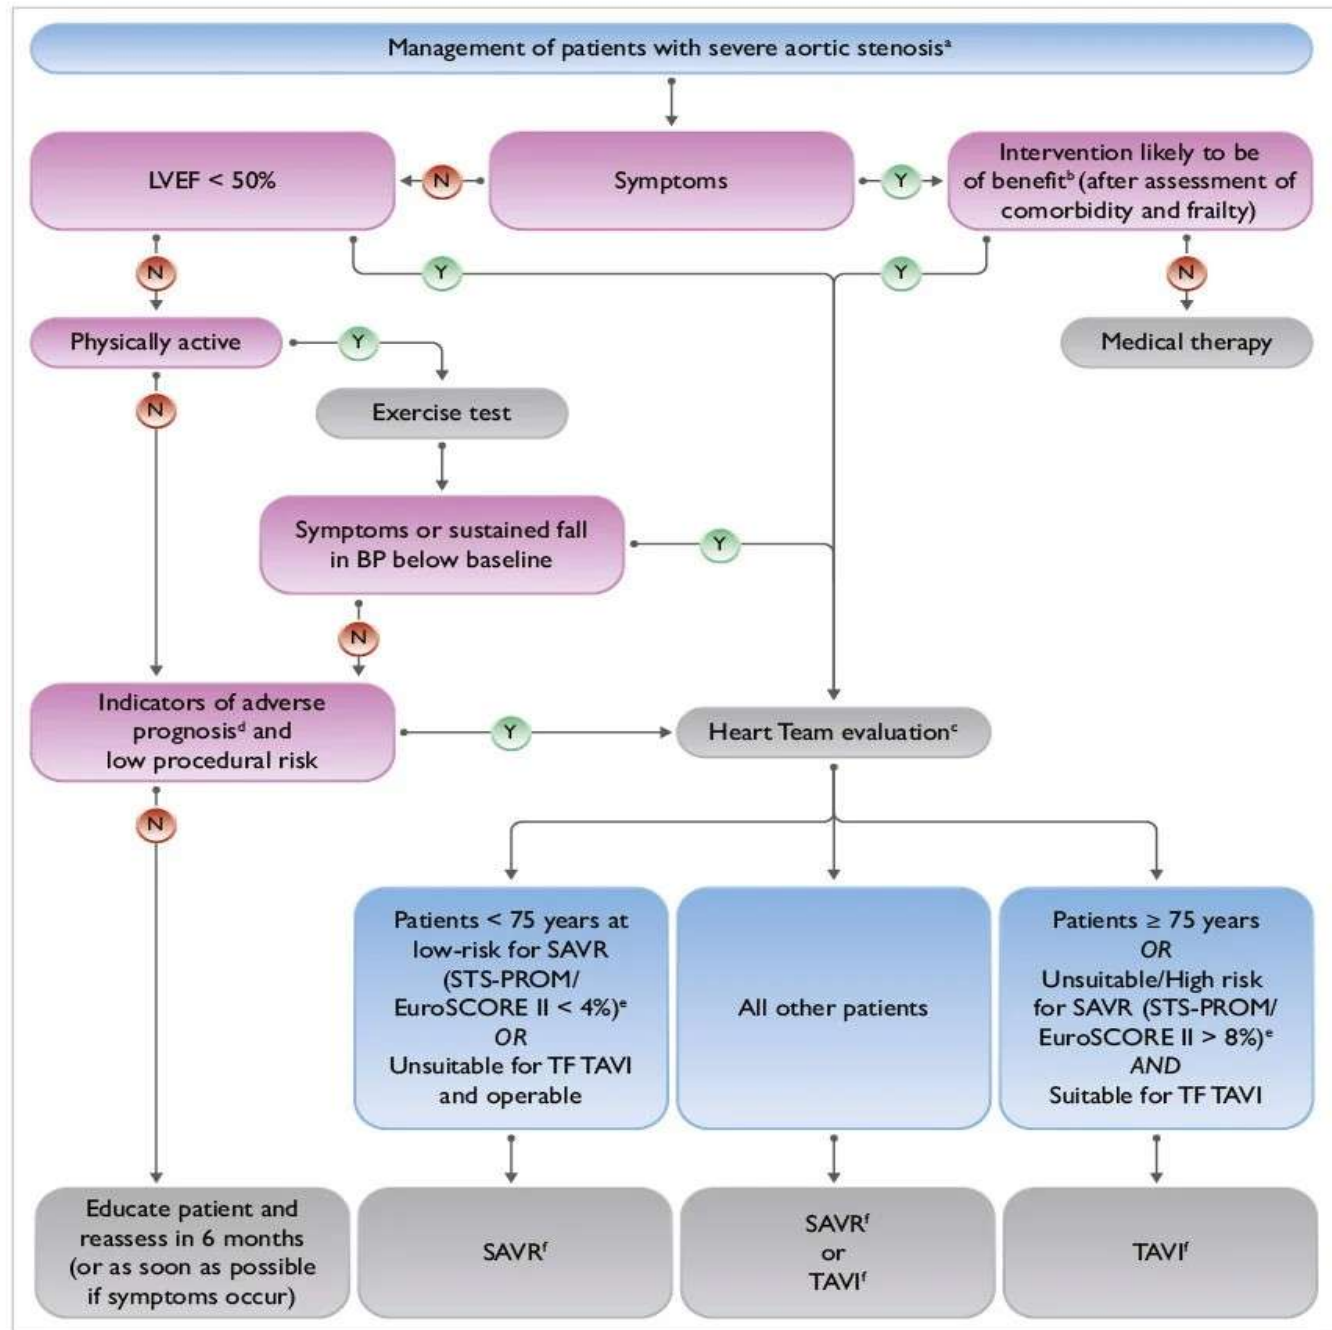 Management of patients with severe aortic stenosisᵃ
LVEF < 50%
N
Symptoms
Y
Intervention likely to be
of benefitᵇ (after assessment of
comorbidity and frailty)
N
Y
Y
N
Physically active
Y
Medical therapy
N
Exercise test
Symptoms or sustained fall
in BP below baseline
Y
N
Indicators of adverse
prognosisᵈ and
low procedural risk
Y
Heart Team evaluationᶜ
N
Patients < 75 years at
low-risk for SAVR
(STS-PROM/
EuroSCORE II < 4%)ᵉ
OR
Unsuitable for TF TAVI
and operable
All other patients
Patients ≥ 75 years
OR
Unsuitable/High risk
for SAVR (STS-PROM/
EuroSCORE II > 8%)ᵉ
AND
Suitable for TF TAVI
Educate patient and
reassess in 6 months
(or as soon as possible
if symptoms occur)
SAVRᶠ
SAVRᶠ
or
TAVIᶠ
TAVIᶠ